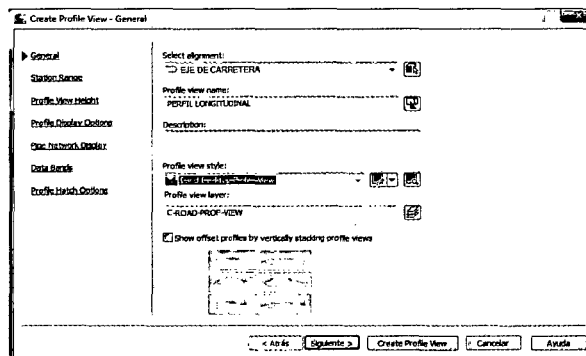 Create Profile View - General
General
Station Range
Profile View Height
Profile Display Options
Pipe Network Display
Data Bands
Profile Hatch Options
Select alignment:
EJE DE CARRETERA
Profile view name:
PERFIL LONGITUDINAL
Description:
Profile view style:
Profile view layer:
C-ROAD-PROF-VIEW
Show offset profiles by vertically stacking profile views
< Atrás
Siguiente >
Create Profile View
Cancelar
Ayuda